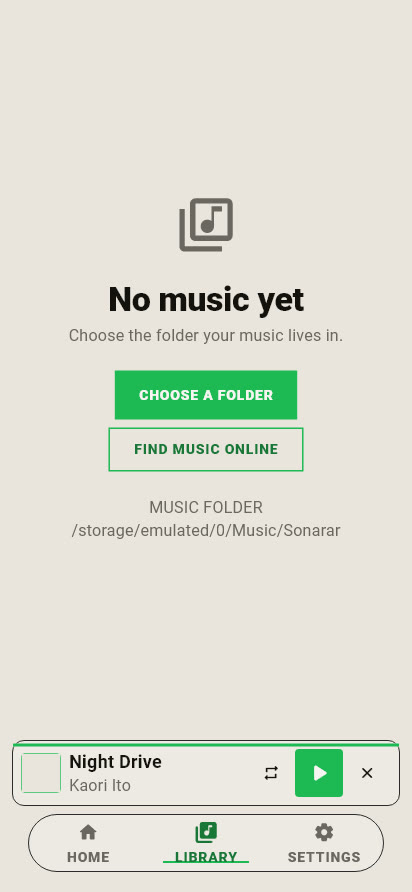 No music yet
Choose the folder your music lives in.
CHOOSE A FOLDER
FIND MUSIC ONLINE
MUSIC FOLDER
/storage/emulated/0/Music/Sonarar
Night Drive
Kaori Ito
HOME
LIBRARY
SETTINGS